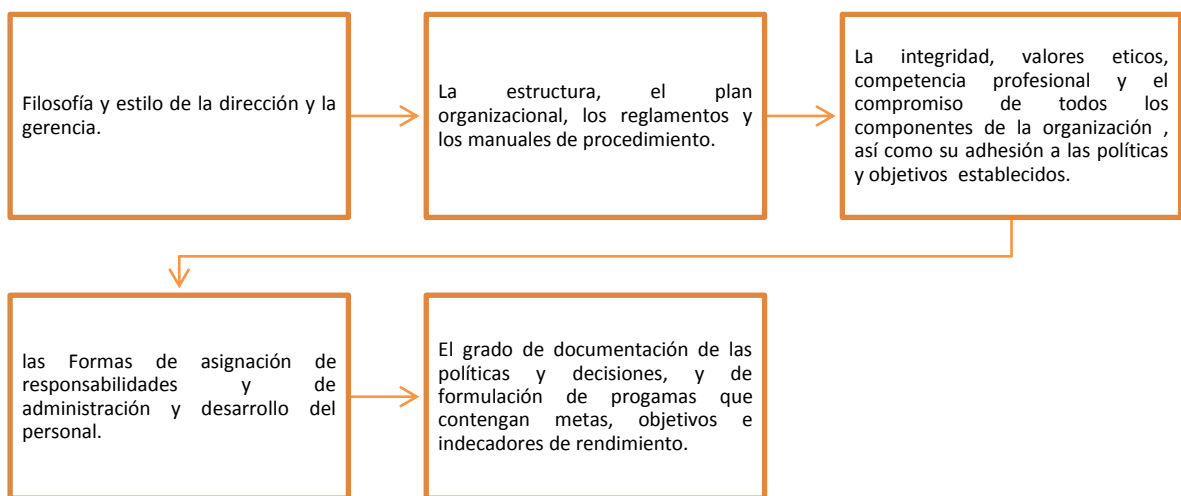 Filosofía y estilo de la dirección y la
gerencia.
La estructura, el plan
organizacional, los reglamentos y
los manuales de procedimiento.
La integridad, valores eticos,
competencia profesional y el
compromiso de todos los
componentes de la organización ,
así como su adhesión a las políticas
y objetivos establecidos.
las Formas de asignación de
responsabilidades y de
administración y desarrollo del
personal.
El grado de documentación de las
políticas y decisiones, y de
formulación de progamas que
contengan metas, objetivos e
indecadores de rendimiento.